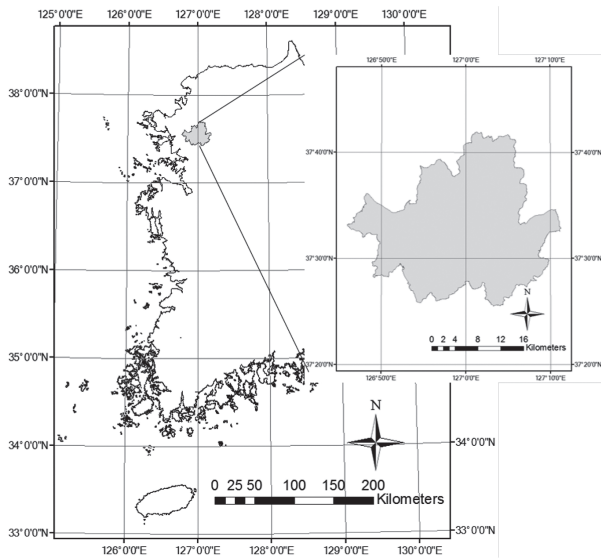 125°0'0"E 126°0'0"E 127°0'0"E 128°0'0"E 129°0'0"E 130°0'0"E
38°0'0"N
37°0'0"N
36°0'0"N
35°0'0"N
34°0'0"N
33°0'0"N
126°50'0"E 127°0'0"E 127°10'0"E
37°40'0"N 37°40'0"N
37°30'0"N 37°30'0"N
N
0 2 4 8 12 16
Kilometers
37°20'0"N 37°20'0"N
126°50'0"E 127°0'0"E 127°10'0"E
N
34°0'0"N
0 25 50 100 150 200
Kilometers
33°0'0"N
126°0'0"E 127°0'0"E 128°0'0"E 129°0'0"E 130°0'0"E